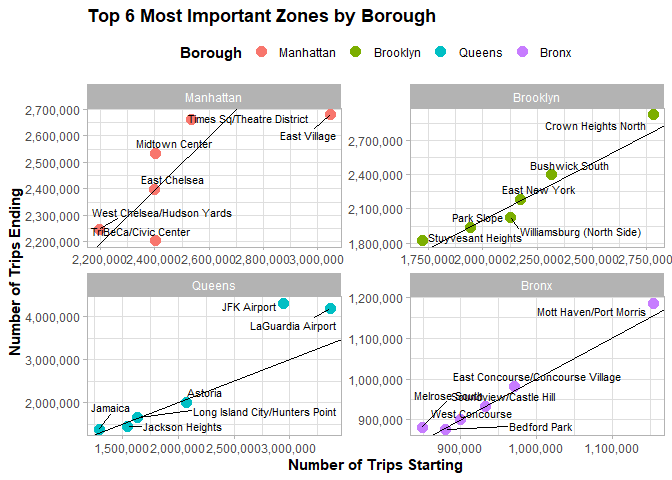 Top 6 Most Important Zones by Borough
Borough Manhattan Brooklyn Queens Bronx
Number of Trips Ending
Manhattan
2,700,000
2,600,000
2,500,000
2,400,000
2,300,000
2,200,000
Times Sq/Theatre District
East Village
Midtown Center
East Chelsea
West Chelsea/Hudson Yards
TriBeCa/Civic Center
2,200,000 2,400,000 2,600,000 2,800,000 3,000,000
Brooklyn
2,700,000
2,400,000
2,100,000
1,800,000
Crown Heights North
Bushwick South
East New York
Park Slope
Williamsburg (North Side)
Stuyvesant Heights
1,750,000 2,000,000 2,250,000 2,500,000 2,750,000
Queens
4,000,000
3,000,000
2,000,000
JFK Airport
LaGuardia Airport
Astoria
Jamaica
Long Island City/Hunters Point
Jackson Heights
1,500,000 2,000,000 2,500,000 3,000,000
Bronx
1,200,000
1,100,000
1,000,000
900,000
Mott Haven/Port Morris
East Concourse/Concourse Village
Melrose South
Soundview/Castle Hill
West Concourse
Bedford Park
900,000 1,000,000 1,100,000
Number of Trips Starting